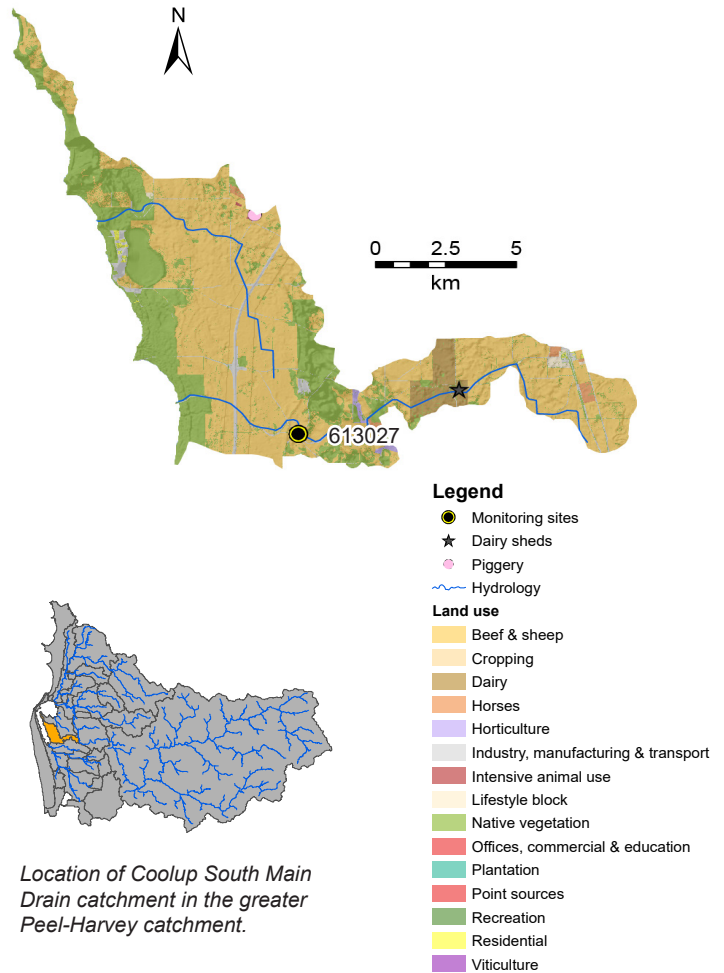 N
0 2.5 5
km
613027
Legend
Monitoring sites
Dairy sheds
Piggery
Hydrology
Land use
Beef & sheep
Cropping
Dairy
Horses
Horticulture
Industry, manufacturing & transport
Intensive animal use
Lifestyle block
Native vegetation
Offices, commercial & education
Plantation
Point sources
Recreation
Residential
Viticulture
Location of Coolup South Main
Drain catchment in the greater
Peel-Harvey catchment.